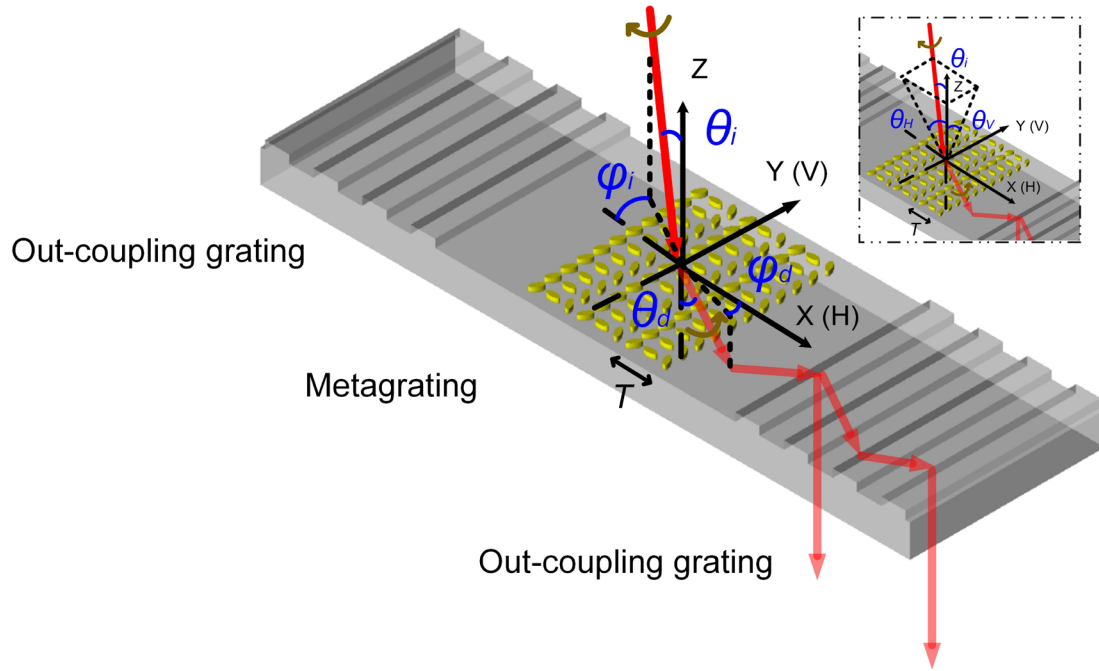 Z
θi
φi
Y (V)
φd
θd
X (H)
T
Out-coupling grating
Metagrating
Out-coupling grating
θi
Z
θH
θV
Y (V)
X (H)
T